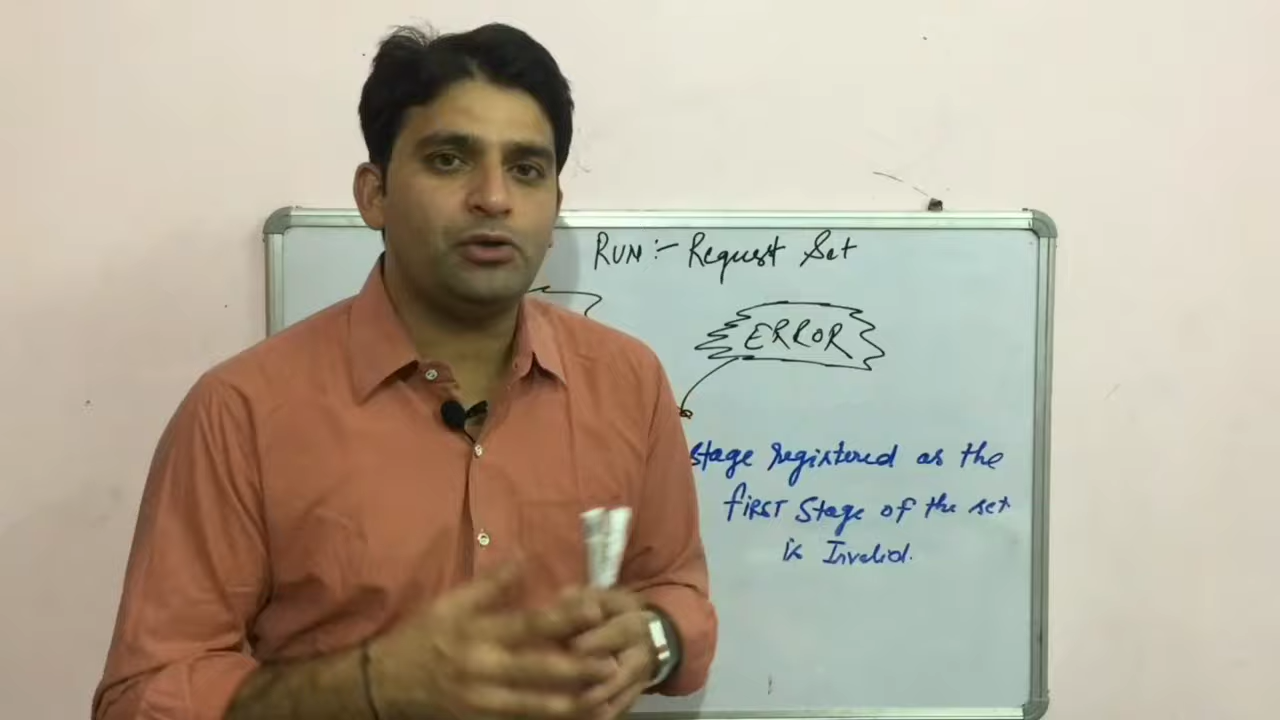 RUN :- Request Set
ERROR
stage registered as the
FIRST Stage of the set
is Invalid.